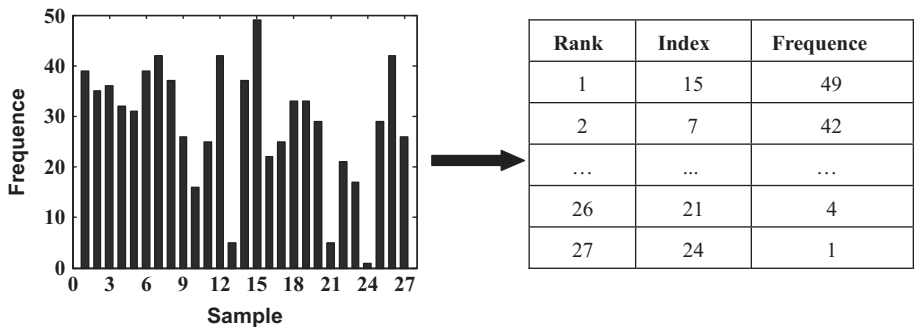 50
40
30
20
10
0
Frequence
0 3 6 9 12 15 18 21 24 27
Sample
Rank Index Frequence
1 15 49
2 7 42
… ... …
26 21 4
27 24 1